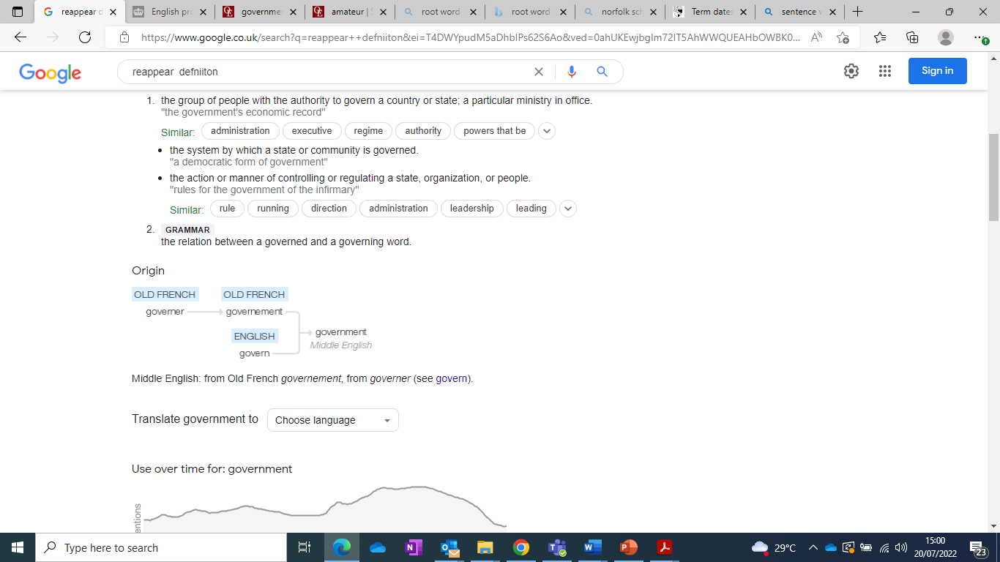 reappear d
English pro
governmen
amateur | S
root word
root word
norfolk sch
Term dates
sentence w
https://www.google.co.uk/search?q=reappear++defniiton&ei=T4DWYpudM5aDhbIPs62S6Ao&ved=0ahUKEwjbgIm72IT5AhWWQUEAHbOWBK0...
Google
reappear defniiton
Sign in
1. the group of people with the authority to govern a country or state; a particular ministry in office.
"the government's economic record"
Similar: administration executive regime authority powers that be
• the system by which a state or community is governed.
"a democratic form of government"
• the action or manner of controlling or regulating a state, organization, or people.
"rules for the government of the infirmary"
Similar: rule running direction administration leadership leading
2. GRAMMAR
the relation between a governed and a governing word.
Origin
OLD FRENCH OLD FRENCH
governer governement
ENGLISH
government
Middle English
govern
Middle English: from Old French governement, from governer (see govern).
Translate government to Choose language
Use over time for: government
entions
Type here to search
29°C
15:00
20/07/2022
23